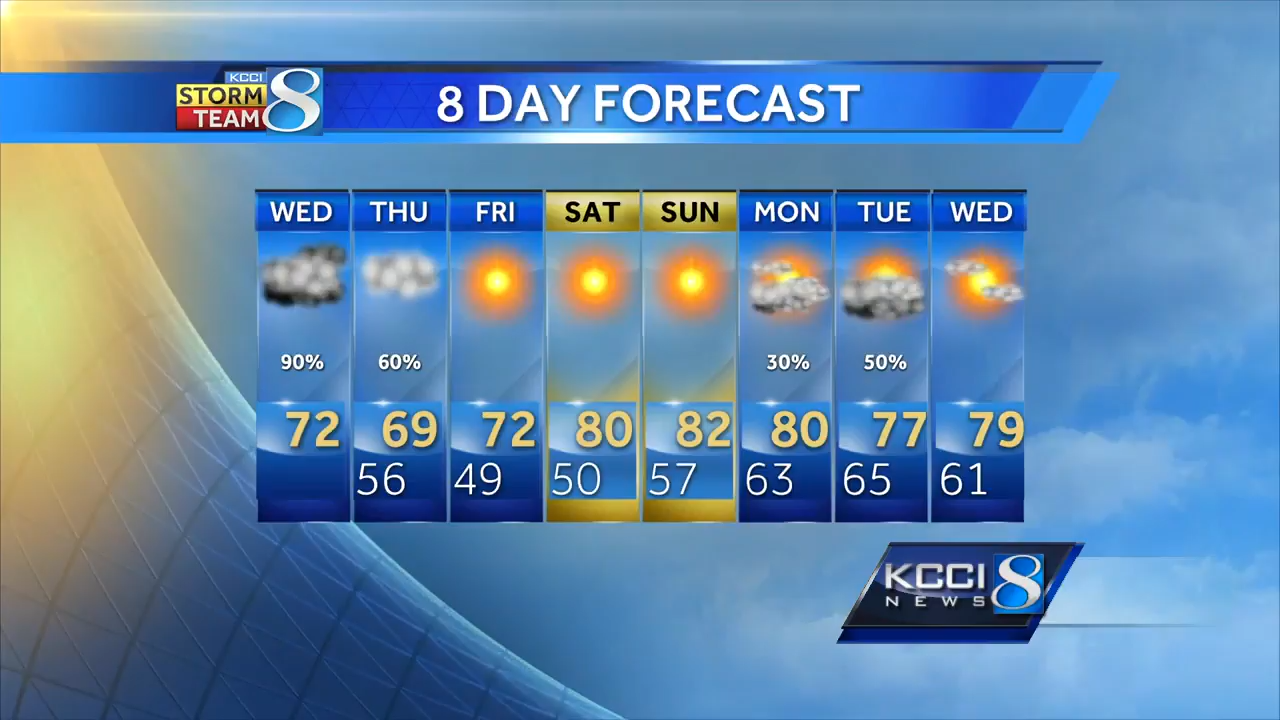 KCCI
STORM
TEAM 8
8 DAY FORECAST
WED THU FRI SAT SUN MON TUE WED
90% 60% 30% 50%
72 69 72 80 82 80 77 79
56 49 50 57 63 65 61
KCCI 8
NEWS